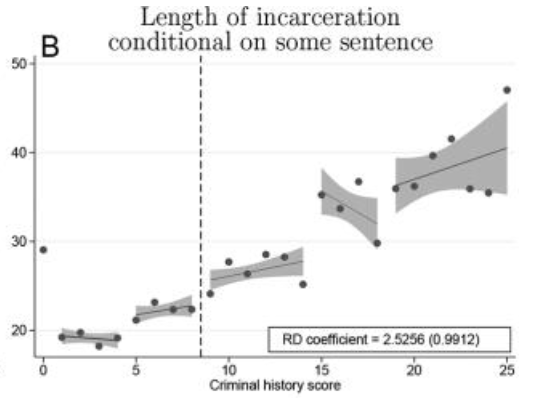 Length of incarceration
B conditional on some sentence
50
40
30
20
RD coefficient = 2.5256 (0.9912)
0 5 10 15 20 25
Criminal history score